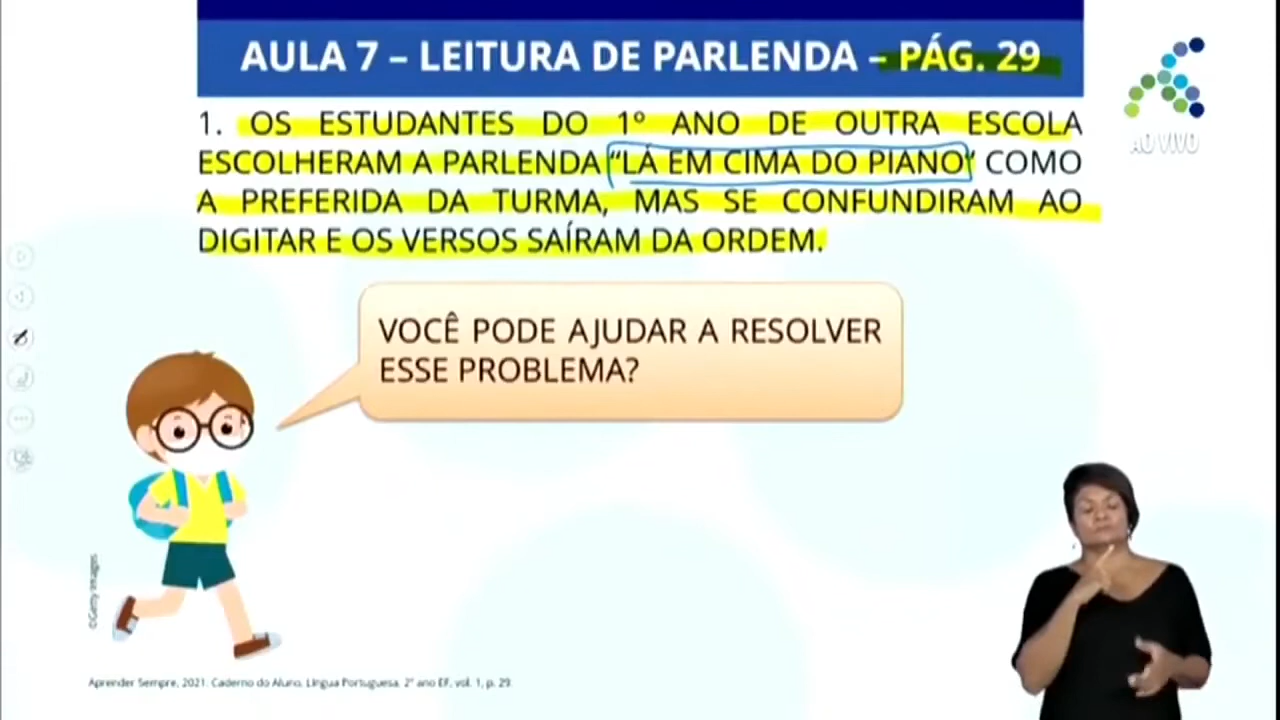 AULA 7 – LEITURA DE PARLENDA – PÁG. 29
1. OS ESTUDANTES DO 1º ANO DE OUTRA ESCOLA
ESCOLHERAM A PARLENDA “LÁ EM CIMA DO PIANO” COMO
A PREFERIDA DA TURMA, MAS SE CONFUNDIRAM AO
DIGITAR E OS VERSOS SAÍRAM DA ORDEM.
AO VIVO
VOCÊ PODE AJUDAR A RESOLVER
ESSE PROBLEMA?
©Getty Images
Aprender Sempre, 2021. Caderno do Aluno. Língua Portuguesa, 2º ano EF, vol. 1, p. 29.